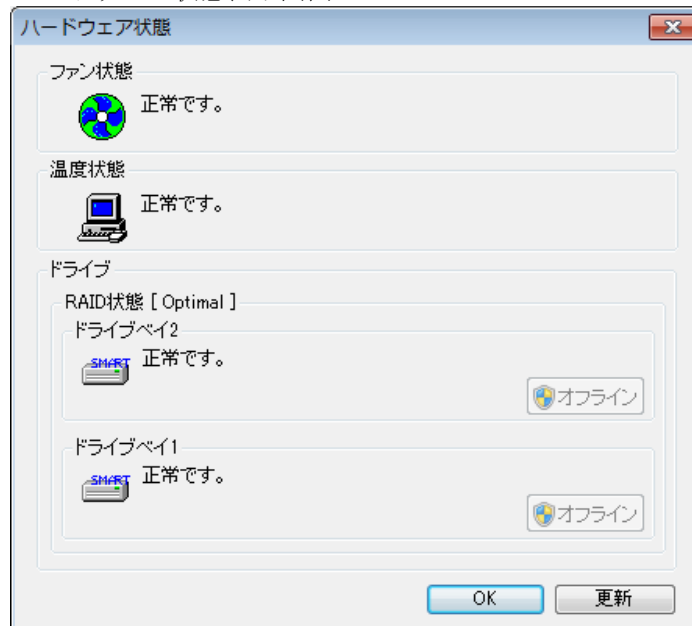 ハードウェア状態
ファン状態
正常です。
温度状態
正常です。
ドライブ
RAID状態 [ Optimal ]
ドライブベイ2
SMART 正常です。
オフライン
ドライブベイ1
SMART 正常です。
オフライン
OK 更新